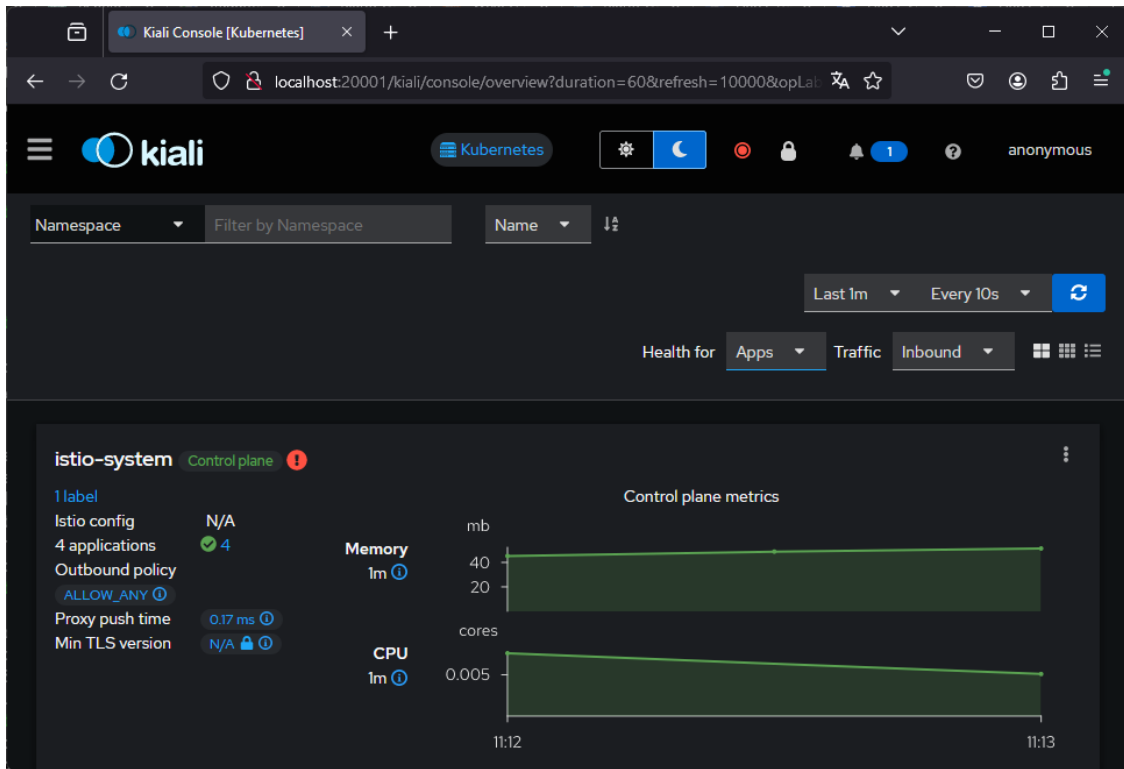 Kiali Console [Kubernetes]
localhost:20001/kiali/console/overview?duration=60&refresh=10000&opLab
kiali
Kubernetes
1
anonymous
Namespace
Filter by Namespace
Name
Last 1m
Every 10s
Health for
Apps
Traffic
Inbound
istio-system
Control plane
1 label
Istio config N/A
4 applications 4
Outbound policy
ALLOW_ANY
Proxy push time 0.17 ms
Min TLS version N/A
Control plane metrics
Memory
1m
mb
40
20
CPU
1m
cores
0.005
11:12
11:13